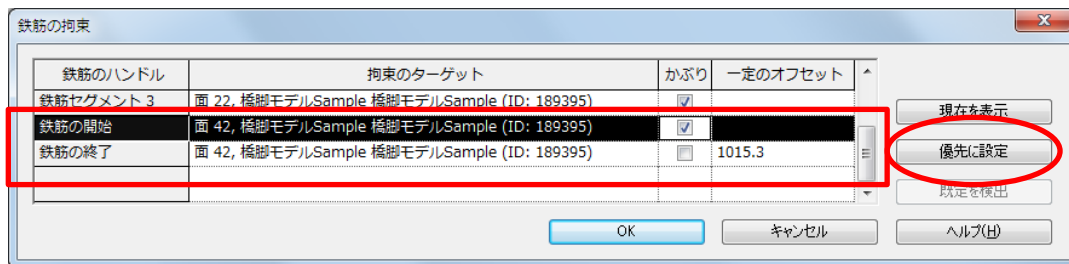 鉄筋の拘束
鉄筋のハンドル 拘束のターゲット かぶり 一定のオフセット
鉄筋セグメント 3 面 22, 橋脚モデルSample 橋脚モデルSample (ID: 189395)
鉄筋の開始 面 42, 橋脚モデルSample 橋脚モデルSample (ID: 189395)
鉄筋の終了 面 42, 橋脚モデルSample 橋脚モデルSample (ID: 189395) 1015.3
現在を表示
優先に設定
既定を検出
OK キャンセル ヘルプ(H)